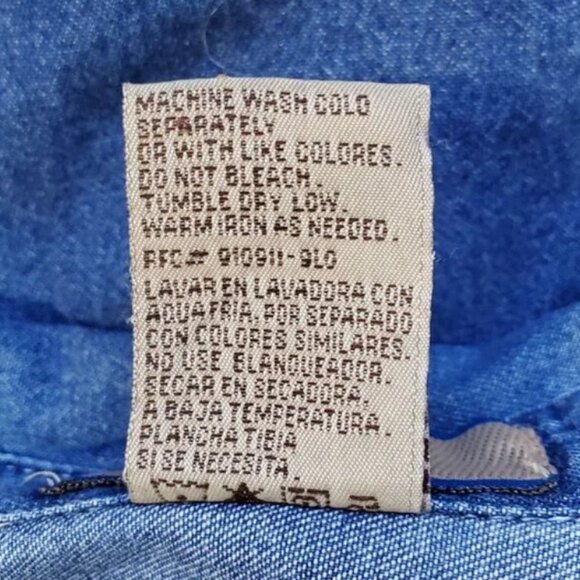 MACHINE WASH COLD
SEPARATELY
OR WITH LIKE COLORES.
DO NOT BLEACH.
TUMBLE DRY LOW.
WARM IRON AS NEEDED.
RFC# 910911-9L0
LAVAR EN LAVADORA CON
AGUA FRIA, POR SEPARADO
CON COLORES SIMILARES.
NO USE BLANQUEADOR.
SECAR EN SECADORA.
A BAJA TEMPERATURA.
PLANCHA TIBIA
SI SE NECESITA.